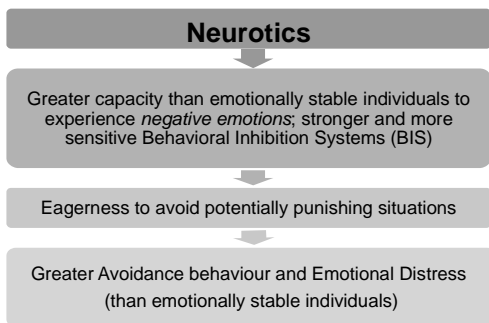 Neurotics
Greater capacity than emotionally stable individuals to
experience negative emotions; stronger and more
sensitive Behavioral Inhibition Systems (BIS)
Eagerness to avoid potentially punishing situations
Greater Avoidance behaviour and Emotional Distress
(than emotionally stable individuals)